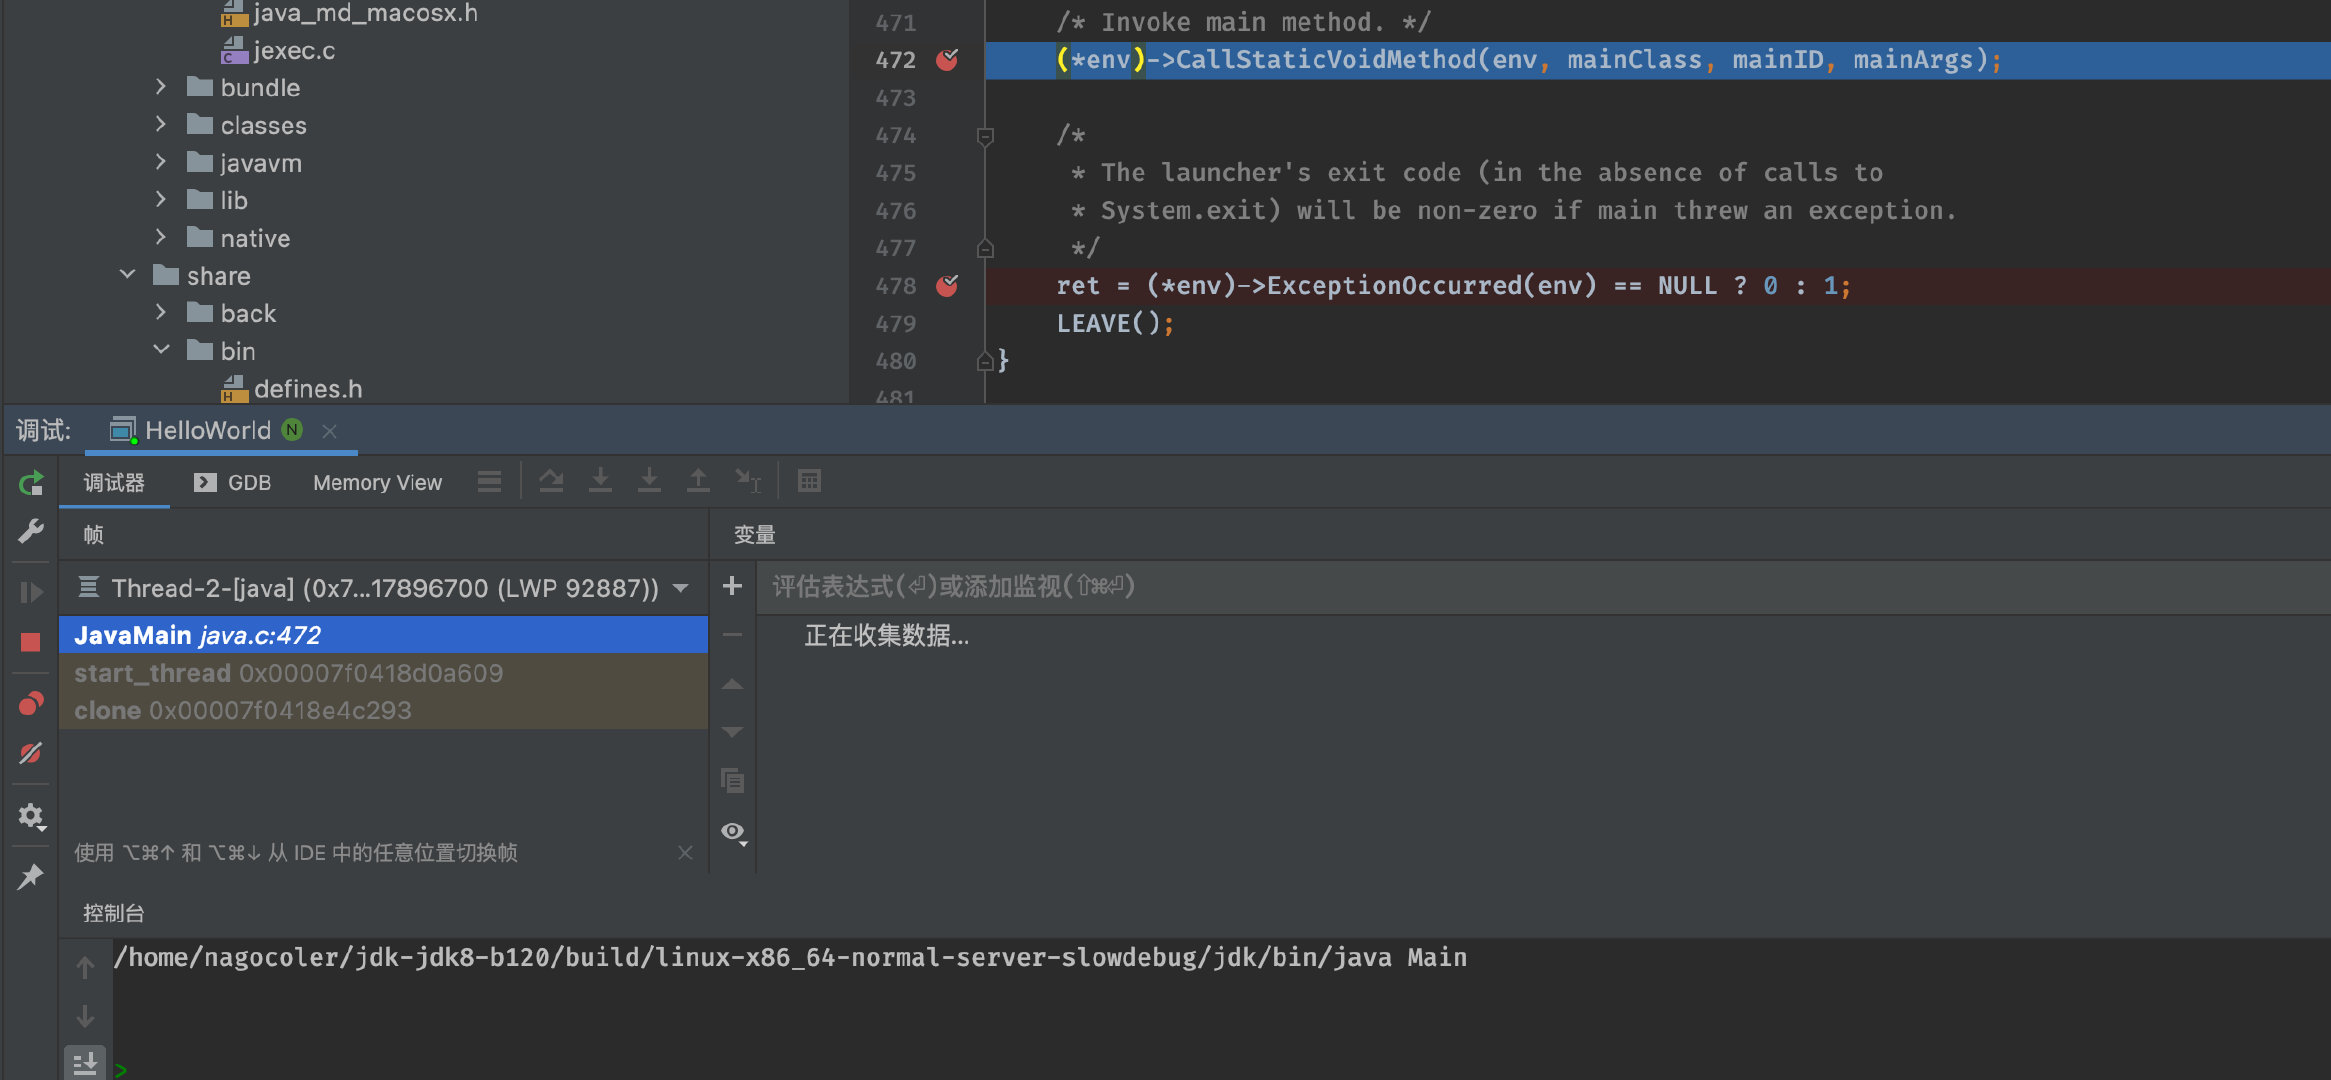 java_md_macosx.h
jexec.c
bundle
classes
javavm
lib
native
share
back
bin
defines.h
471 /* Invoke main method. */
472 (*env)->CallStaticVoidMethod(env, mainClass, mainID, mainArgs);
473
474 /*
475 * The launcher's exit code (in the absence of calls to
476 * System.exit) will be non-zero if main threw an exception.
477 */
478 ret = (*env)->ExceptionOccurred(env) == NULL ? 0 : 1;
479 LEAVE();
480 }
481
调试: HelloWorld N
调试器 GDB Memory View
帧 变量
Thread-2-[java] (0x7...17896700 (LWP 92887))
评估表达式(⏎)或添加监视(⇧⌘⏎)
JavaMain java.c:472
正在收集数据...
start_thread 0x00007f0418d0a609
clone 0x00007f0418e4c293
使用 ⌥⌘↑ 和 ⌥⌘↓ 从 IDE 中的任意位置切换帧
控制台
/home/nagocoler/jdk-jdk8-b120/build/linux-x86_64-normal-server-slowdebug/jdk/bin/java Main
>